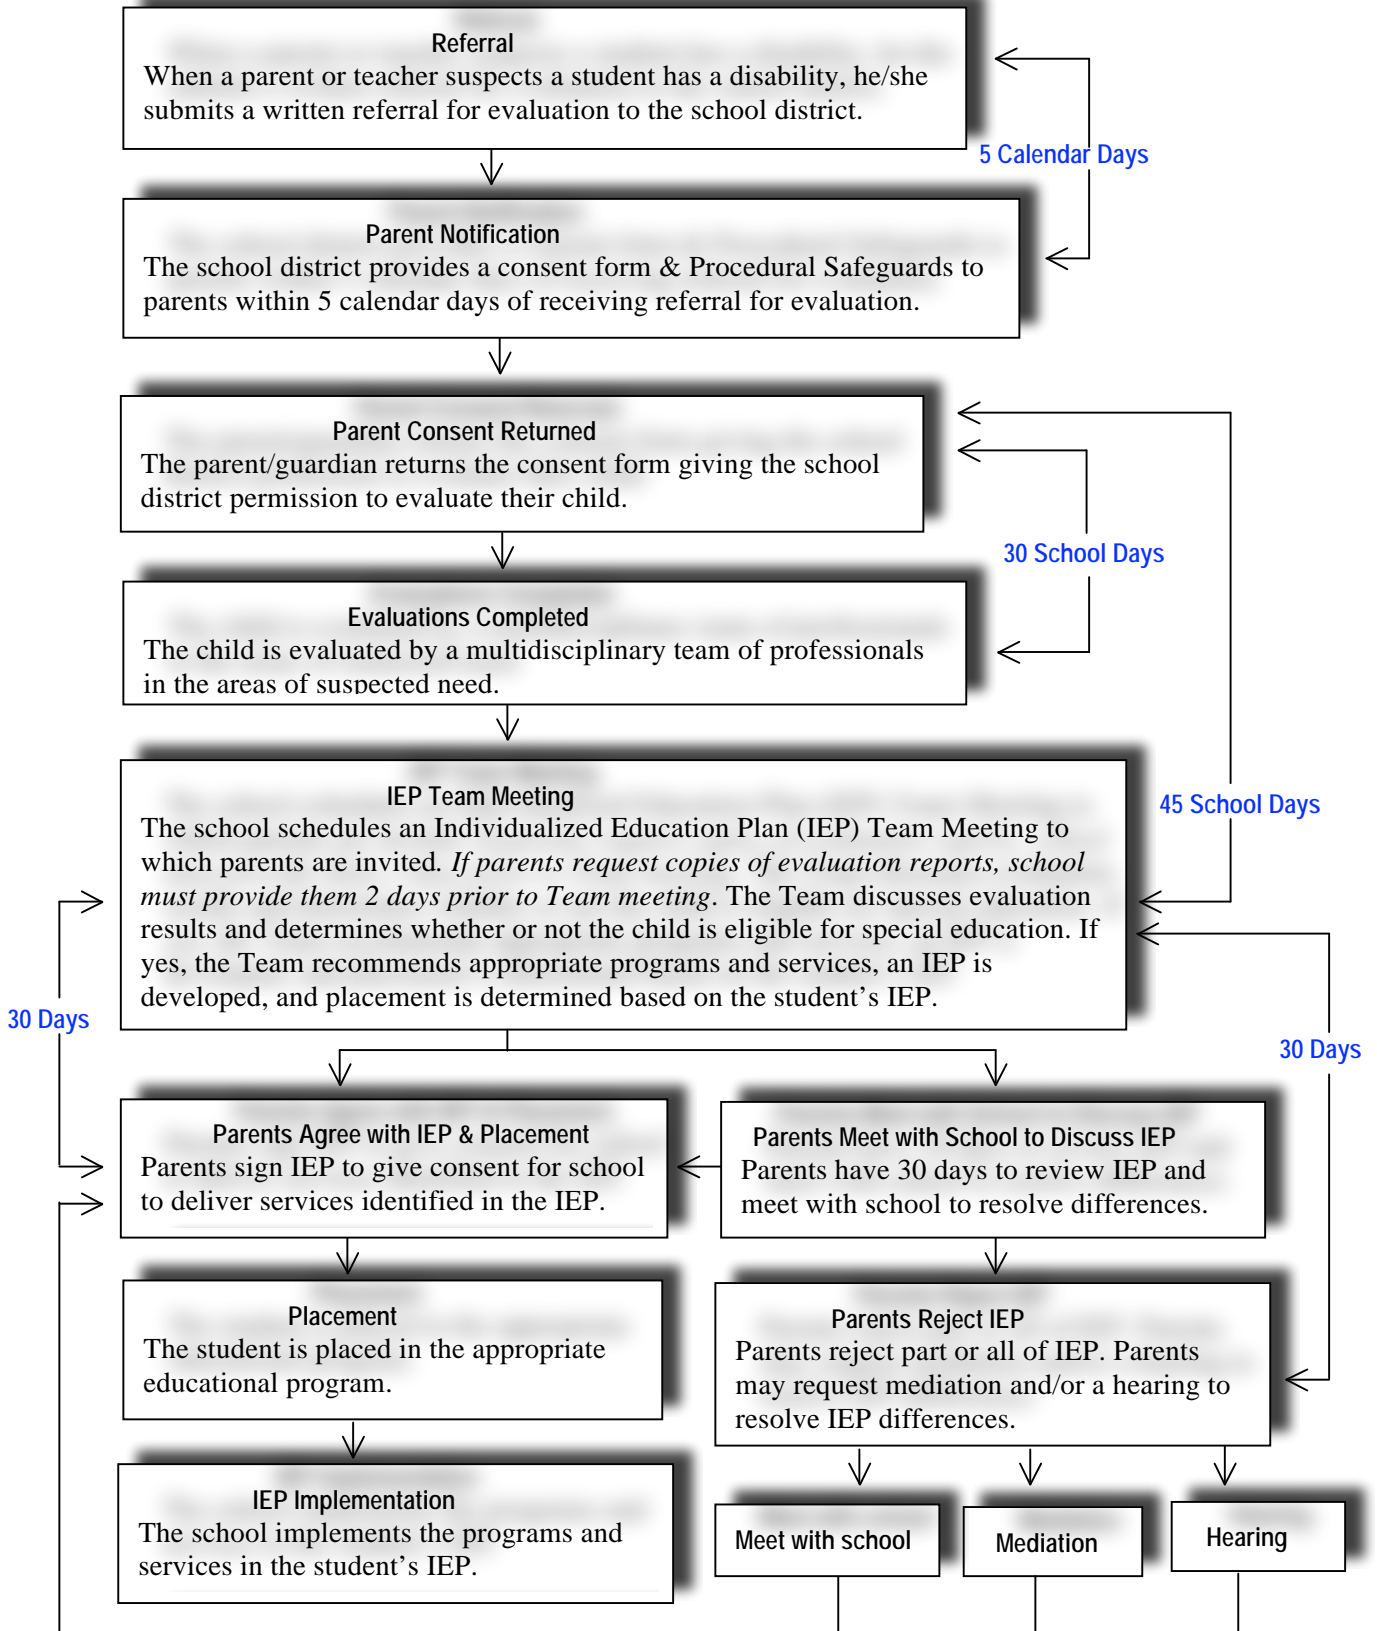 Referral
When a parent or teacher suspects a student has a disability, he/she
submits a written referral for evaluation to the school district.
5 Calendar Days
Parent Notification
The school district provides a consent form & Procedural Safeguards to
parents within 5 calendar days of receiving referral for evaluation.
Parent Consent Returned
The parent/guardian returns the consent form giving the school
district permission to evaluate their child.
30 School Days
Evaluations Completed
The child is evaluated by a multidisciplinary team of professionals
in the areas of suspected need.
IEP Team Meeting
45 School Days
The school schedules an Individualized Education Plan (IEP) Team Meeting to
which parents are invited. If parents request copies of evaluation reports, school
must provide them 2 days prior to Team meeting. The Team discusses evaluation
results and determines whether or not the child is eligible for special education. If
yes, the Team recommends appropriate programs and services, an IEP is
developed, and placement is determined based on the student’s IEP.
30 Days
30 Days
Parents Agree with IEP & Placement
Parents sign IEP to give consent for school
to deliver services identified in the IEP.
Parents Meet with School to Discuss IEP
Parents have 30 days to review IEP and
meet with school to resolve differences.
Placement
The student is placed in the appropriate
educational program.
Parents Reject IEP
Parents reject part or all of IEP. Parents
may request mediation and/or a hearing to
resolve IEP differences.
IEP Implementation
The school implements the programs and
services in the student’s IEP.
Meet with school
Mediation
Hearing